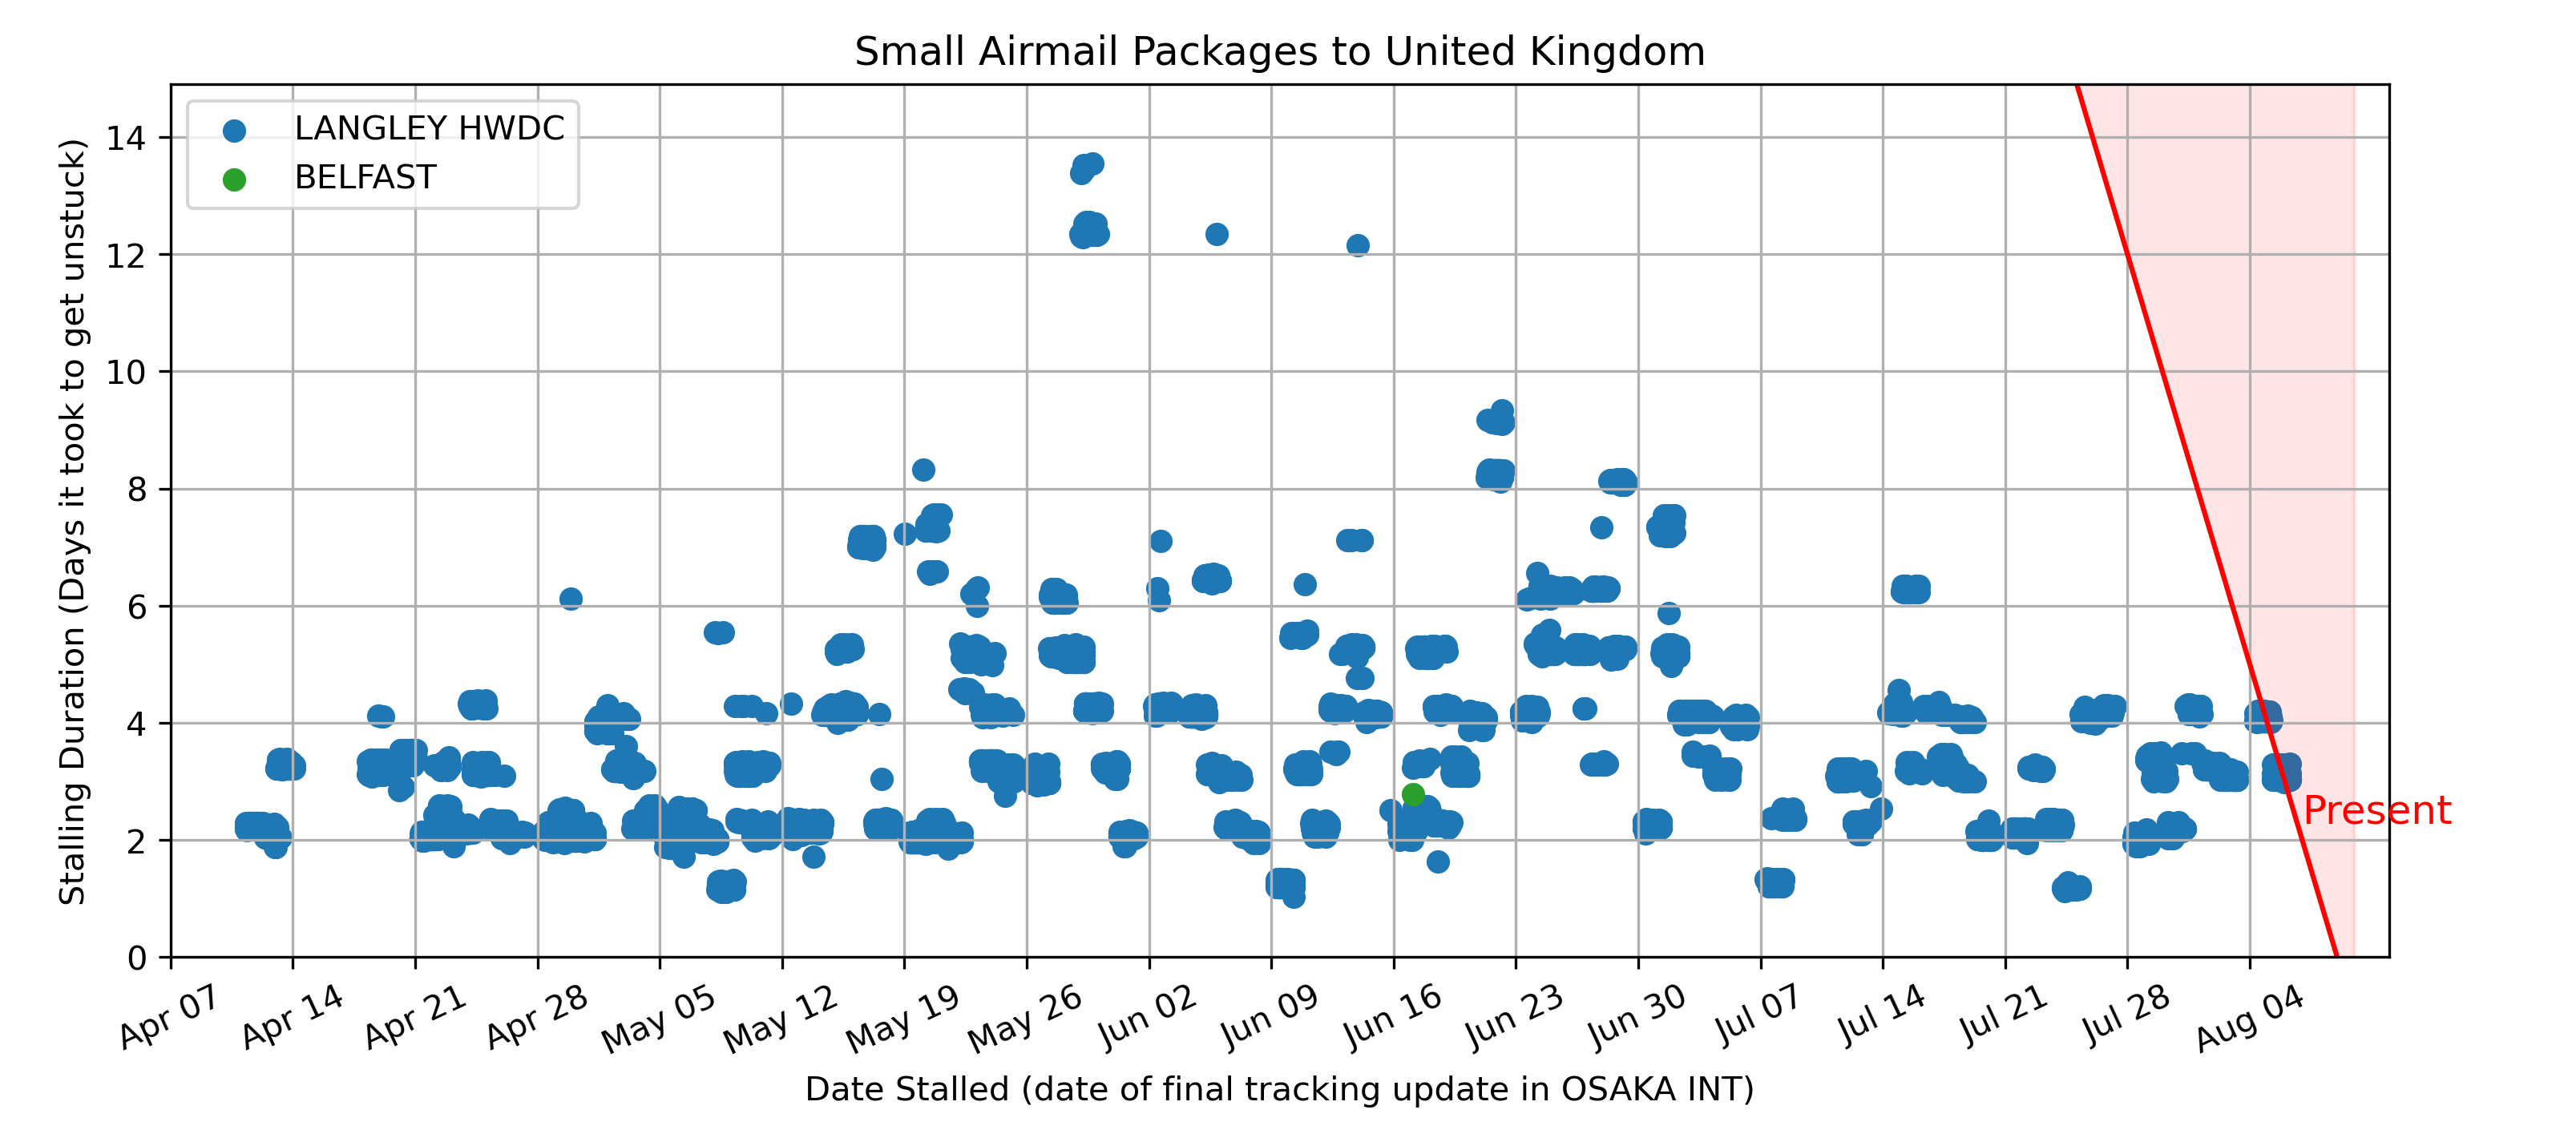 Small Airmail Packages to United Kingdom
LANGLEY HWDC
BELFAST
Stalling Duration (Days it took to get unstuck)
14
12
10
8
6
4
2
0
Present
Apr 07
Apr 14
Apr 21
Apr 28
May 05
May 12
May 19
May 26
Jun 02
Jun 09
Jun 16
Jun 23
Jun 30
Jul 07
Jul 14
Jul 21
Jul 28
Aug 04
Date Stalled (date of final tracking update in OSAKA INT)